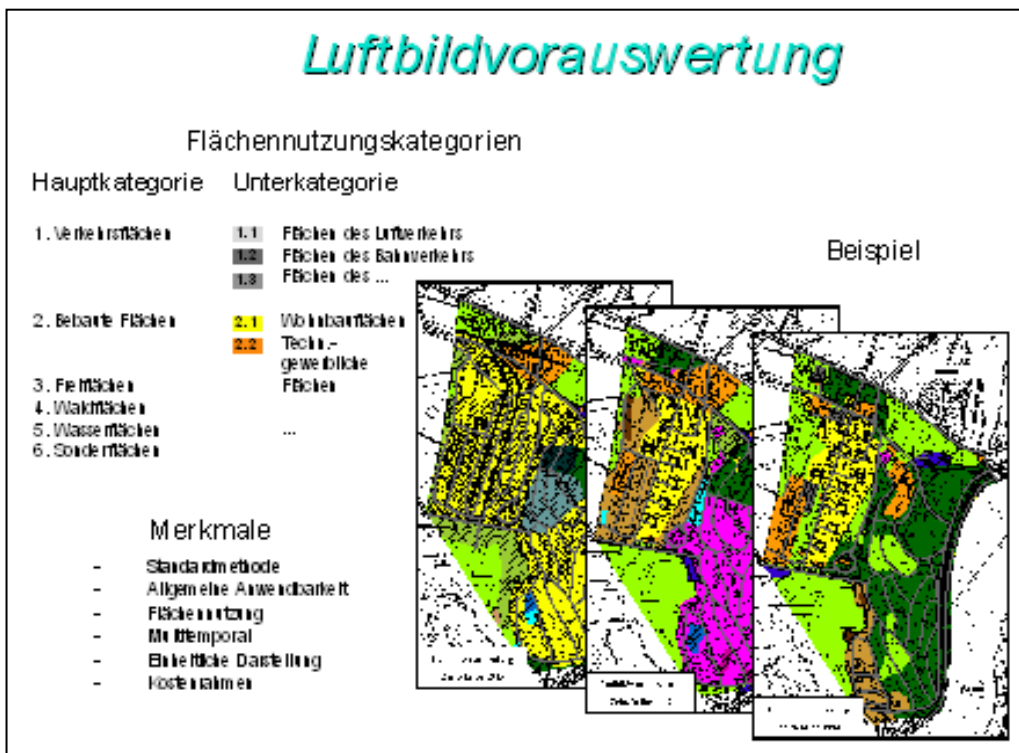 Luftbildvorauswertung
Flächennutzungskategorien
Hauptkategorie Unterkategorie
1. Verkehrsflächen
1.1 Flächen des Luftverkehrs
1.2 Flächen des Bahnverkehrs
1.3 Flächen des ...
2. Bebaute Flächen
2.1 Wohnbauflächen
2.2 Techn.-
gewerbliche
Flächen
3. Freiflächen
4. Waldflächen
5. Wasserflächen
...
6. Sonderflächen
Beispiel
Merkmale
- Standardmethode
- Allgemeine Anwendbarkeit
- Flächennutzung
- Multitemporal
- Einheitliche Darstellung
- Kostenrahmen